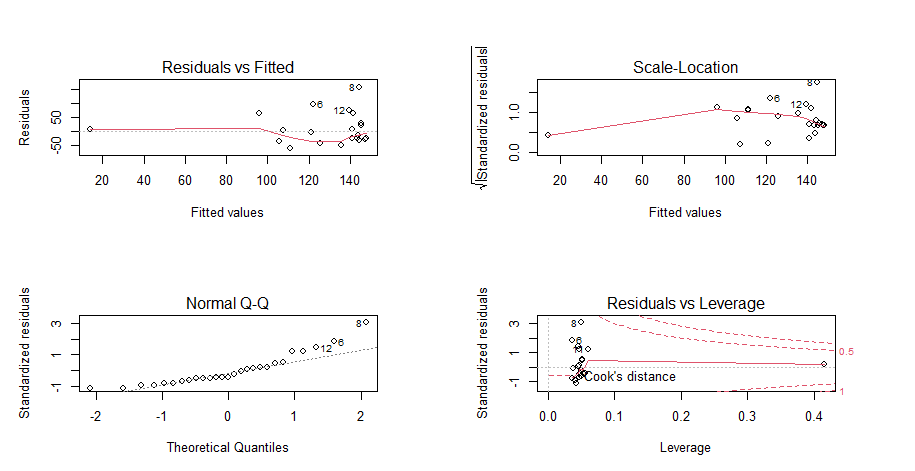 Residuals vs Fitted
Residuals
50
-50
8
6
12
20 40 60 80 100 120 140
Fitted values
Scale-Location
√|Standardized residuals|
1.0
0.0
8
6
12
20 40 60 80 100 120 140
Fitted values
Normal Q-Q
Standardized residuals
3
1
-1
8
6
12
-2 -1 0 1 2
Theoretical Quantiles
Residuals vs Leverage
Standardized residuals
3
1
-1
8
6
Cook's distance
0.5
1
0.0 0.1 0.2 0.3 0.4
Leverage